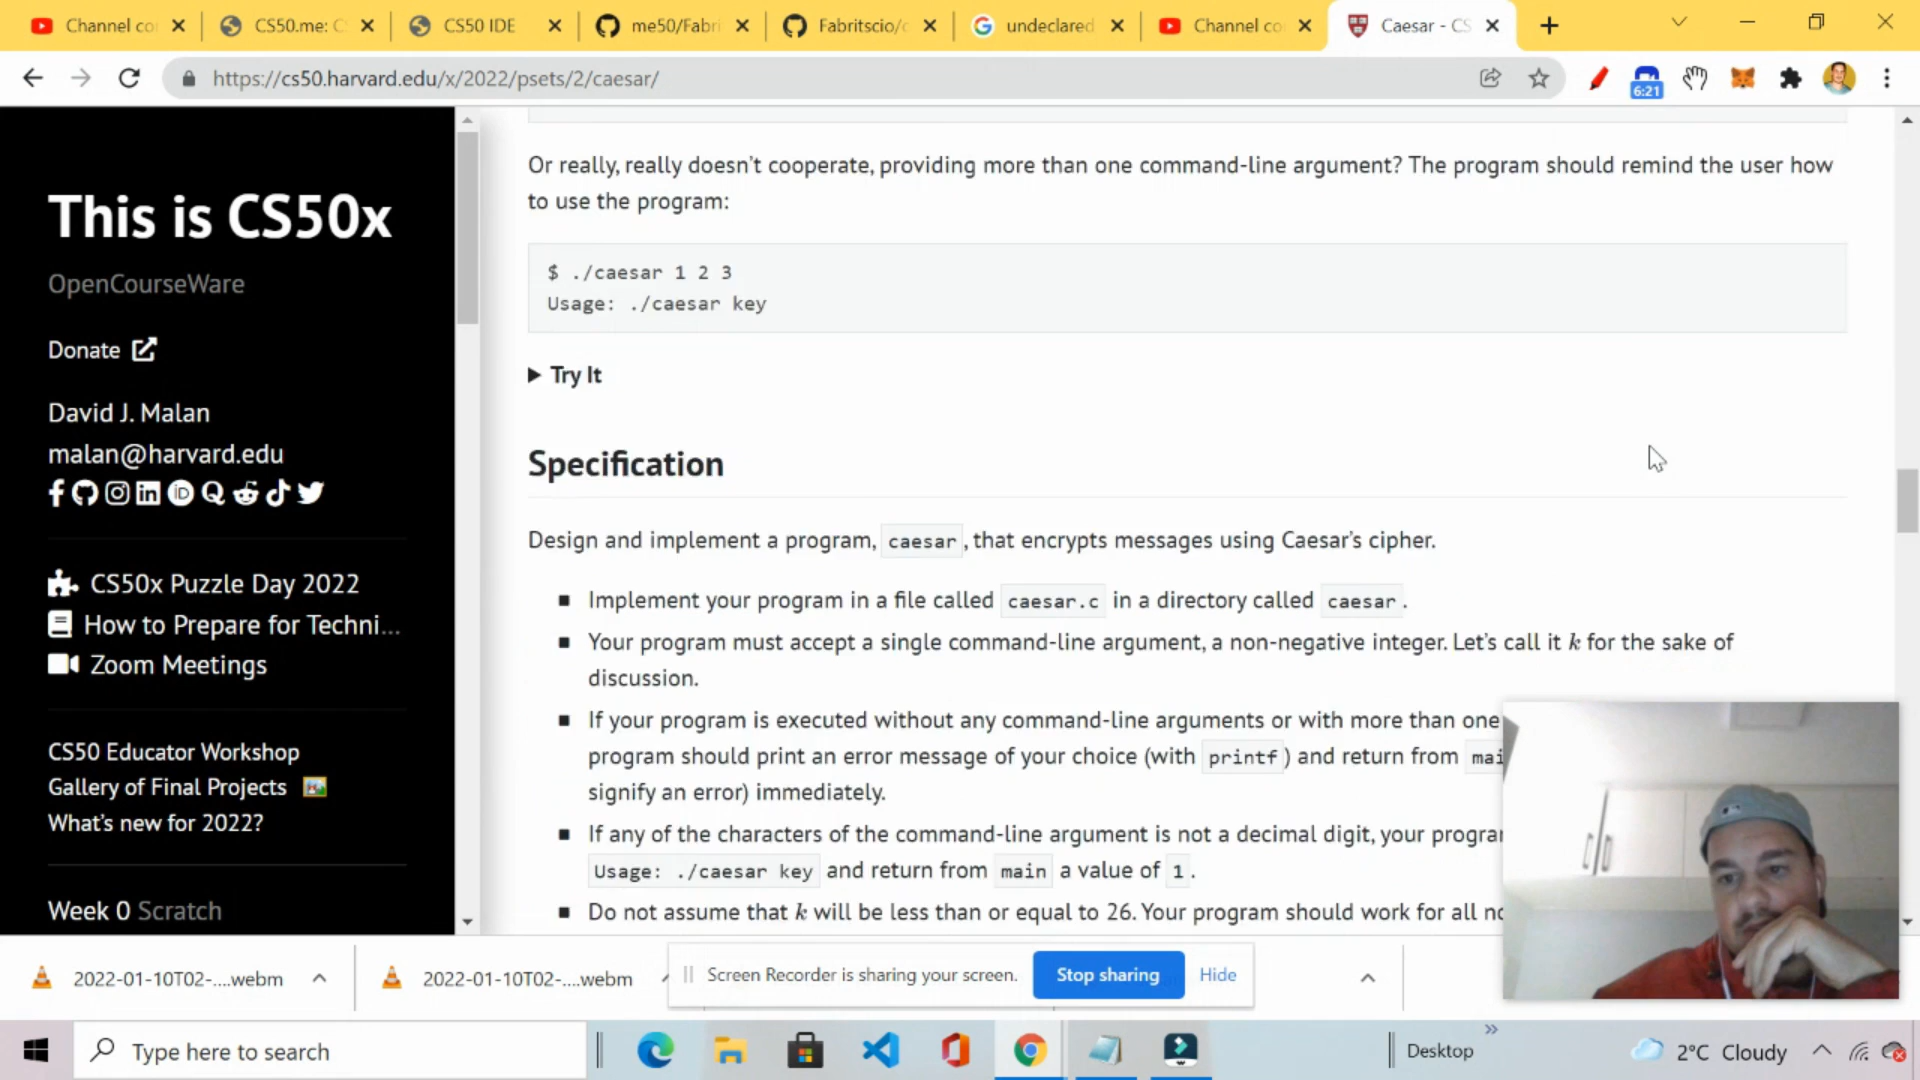 Channel co
CS50.me: C
CS50 IDE
me50/Fabri
Fabritscio/c
undeclared
Channel co
Caesar - CS
https://cs50.harvard.edu/x/2022/psets/2/caesar/
6:21
This is CS50x
OpenCourseWare
Donate
David J. Malan
malan@harvard.edu
CS50x Puzzle Day 2022
How to Prepare for Techni...
Zoom Meetings
CS50 Educator Workshop
Gallery of Final Projects
What's new for 2022?
Week 0 Scratch
Or really, really doesn't cooperate, providing more than one command-line argument? The program should remind the user how
to use the program:
$ ./caesar 1 2 3
Usage: ./caesar key
Try It
Specification
Design and implement a program, caesar, that encrypts messages using Caesar's cipher.
Implement your program in a file called caesar.c in a directory called caesar.
Your program must accept a single command-line argument, a non-negative integer. Let's call it k for the sake of
discussion.
If your program is executed without any command-line arguments or with more than one
program should print an error message of your choice (with printf) and return from mai
signify an error) immediately.
If any of the characters of the command-line argument is not a decimal digit, your progra
Usage: ./caesar key and return from main a value of 1.
Do not assume that k will be less than or equal to 26. Your program should work for all no
2022-01-10T02-....webm
2022-01-10T02-....webm
Screen Recorder is sharing your screen.
Stop sharing
Hide
Type here to search
Desktop
2°C Cloudy